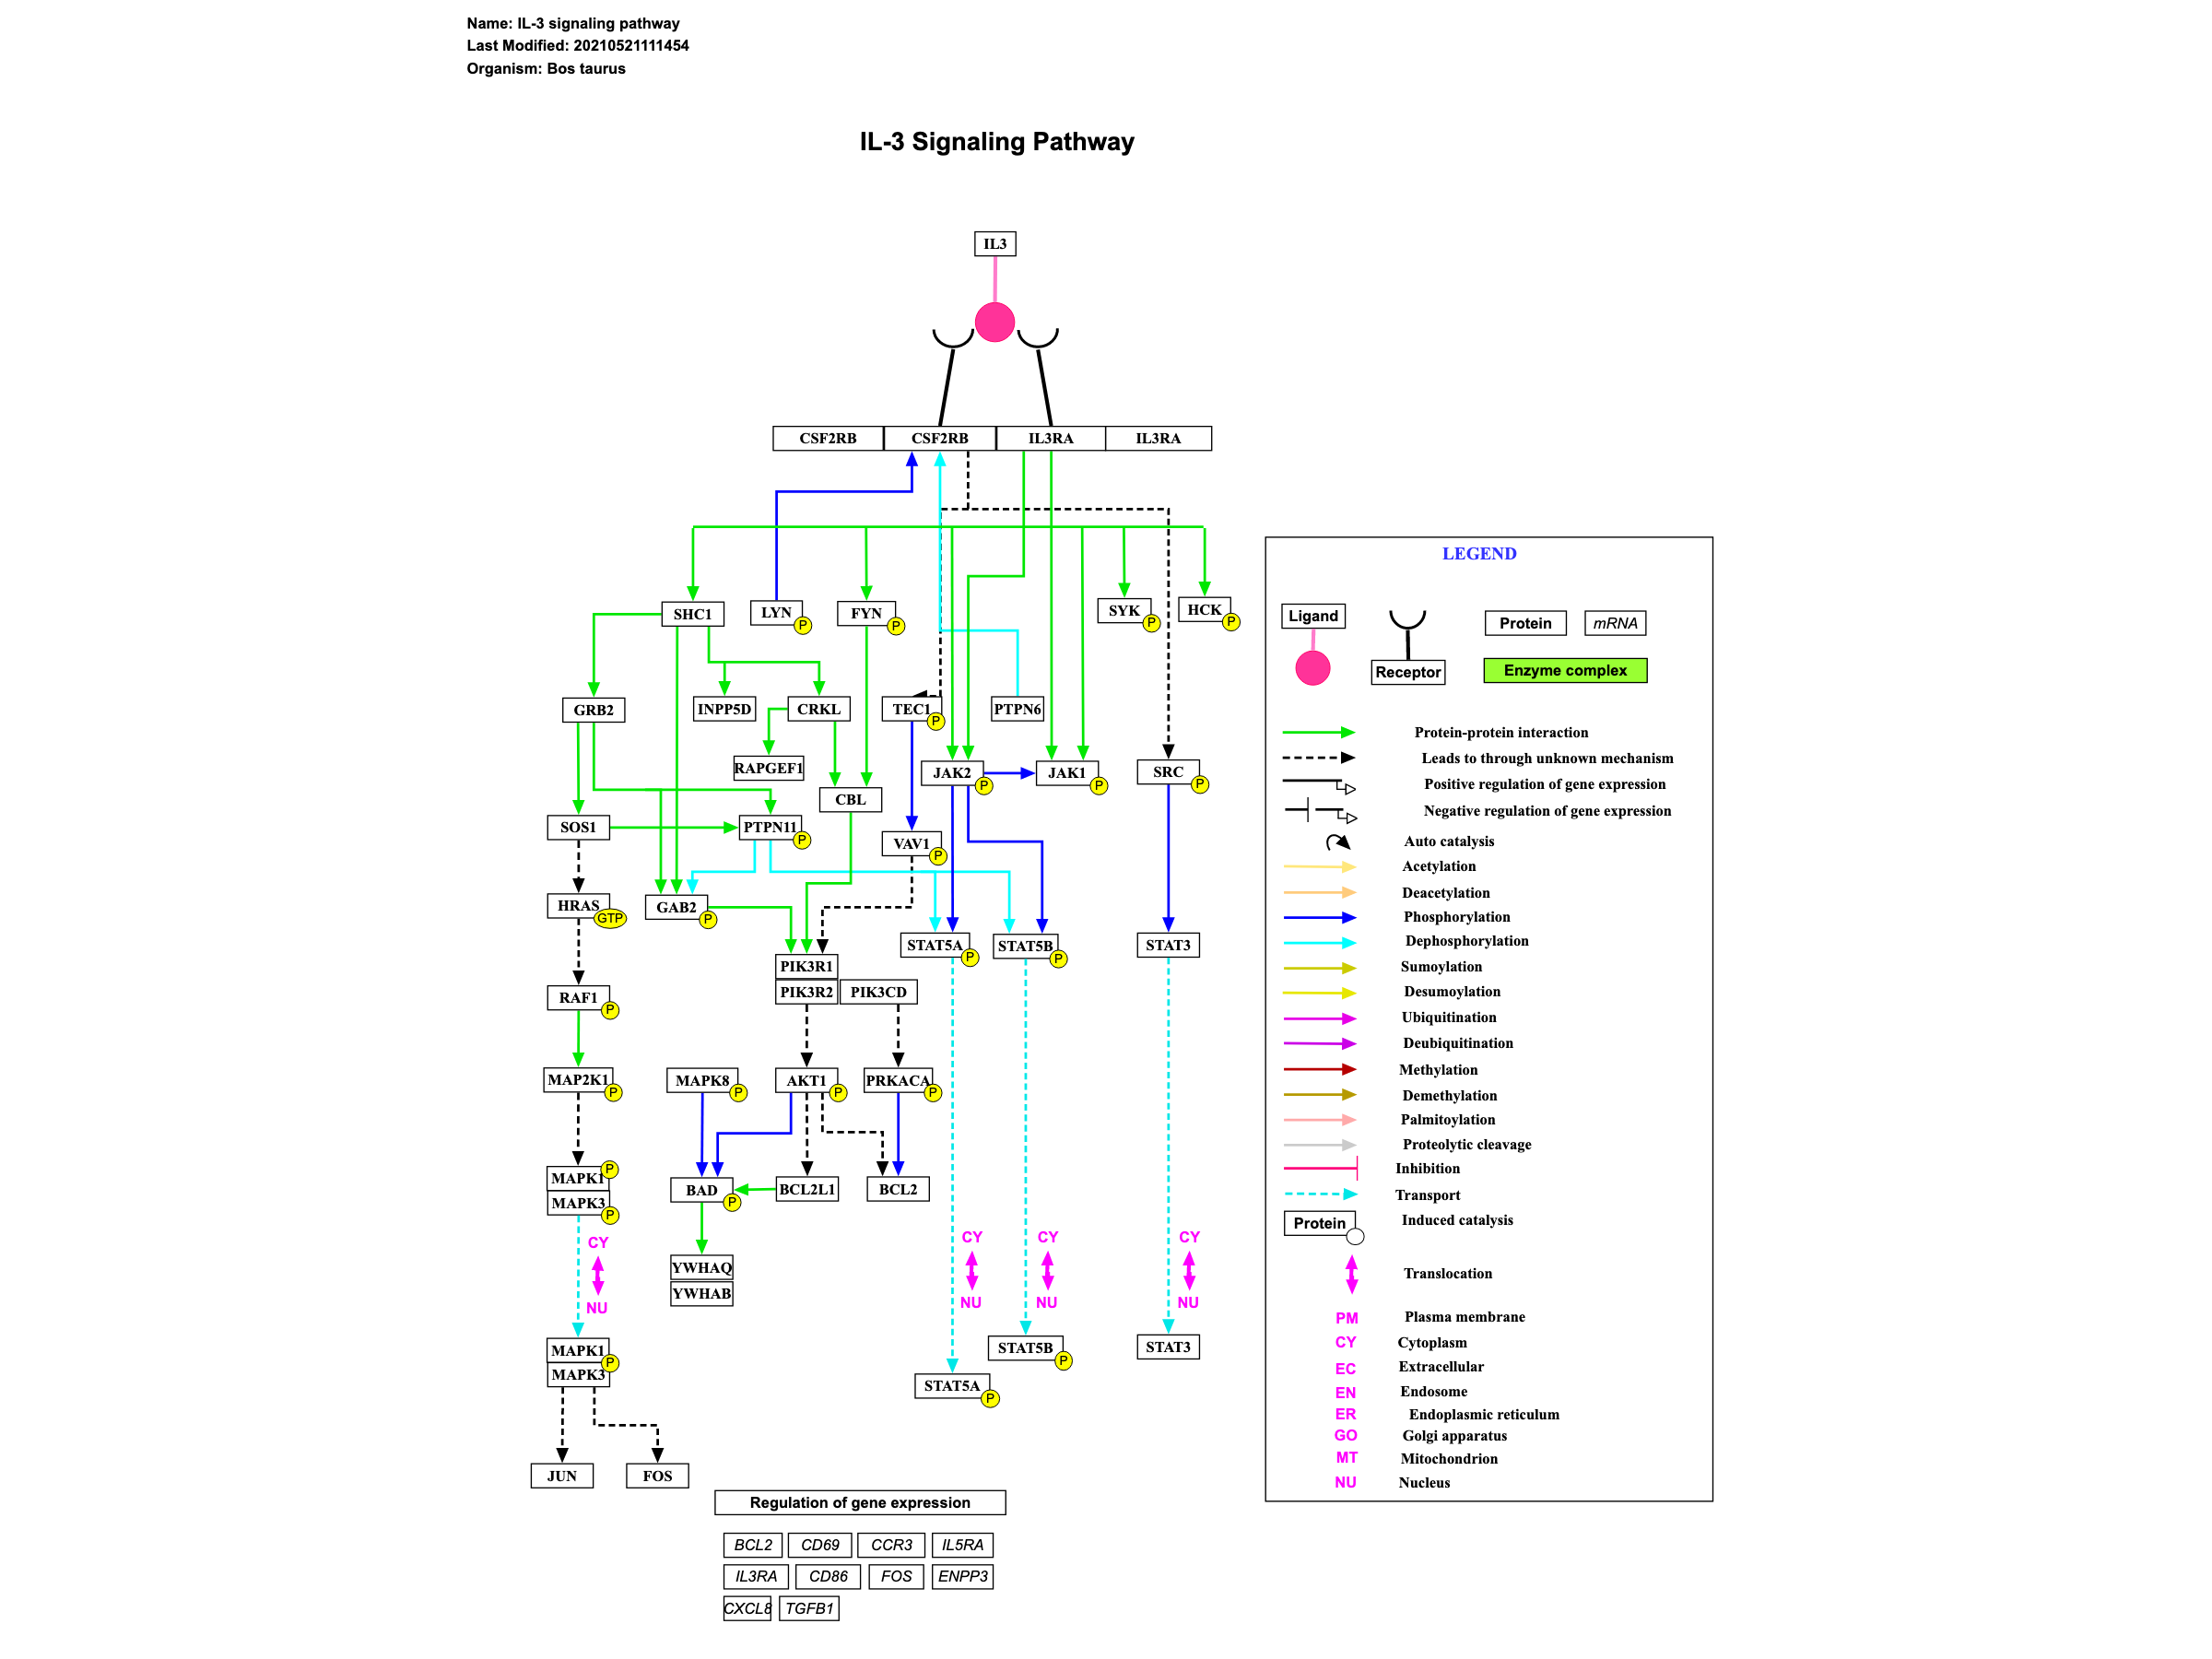 Name: IL-3 signaling pathway
Last Modified: 20210521111454
Organism: Bos taurus
IL-3 Signaling Pathway
IL3
CSF2RB
CSF2RB
IL3RA
IL3RA
SHC1
LYN
P
FYN
P
SYK
P
HCK
P
GRB2
INPP5D
CRKL
TEC1
P
PTPN6
RAPGEF1
JAK2
P
JAK1
P
SRC
P
CBL
SOS1
PTPN11
P
VAV1
P
HRAS
GTP
GAB2
P
STAT5A
P
STAT5B
P
STAT3
PIK3R1
PIK3R2
PIK3CD
RAF1
P
MAP2K1
P
MAPK8
P
AKT1
P
PRKACA
P
MAPK1
P
MAPK3
P
BAD
P
BCL2L1
BCL2
CY
NU
CY
NU
CY
NU
CY
NU
YWHAQ
YWHAB
MAPK1
P
MAPK3
STAT5B
P
STAT3
STAT5A
P
JUN
FOS
Regulation of gene expression
BCL2
CD69
CCR3
IL5RA
IL3RA
CD86
FOS
ENPP3
CXCL8
TGFB1
LEGEND
Ligand
Receptor
Protein
mRNA
Enzyme complex
Protein-protein interaction
Leads to through unknown mechanism
Positive regulation of gene expression
Negative regulation of gene expression
Auto catalysis
Acetylation
Deacetylation
Phosphorylation
Dephosphorylation
Sumoylation
Desumoylation
Ubiquitination
Deubiquitination
Methylation
Demethylation
Palmitoylation
Proteolytic cleavage
Inhibition
Transport
Protein
Induced catalysis
Translocation
PM Plasma membrane
CY Cytoplasm
EC Extracellular
EN Endosome
ER Endoplasmic reticulum
GO Golgi apparatus
MT Mitochondrion
NU Nucleus